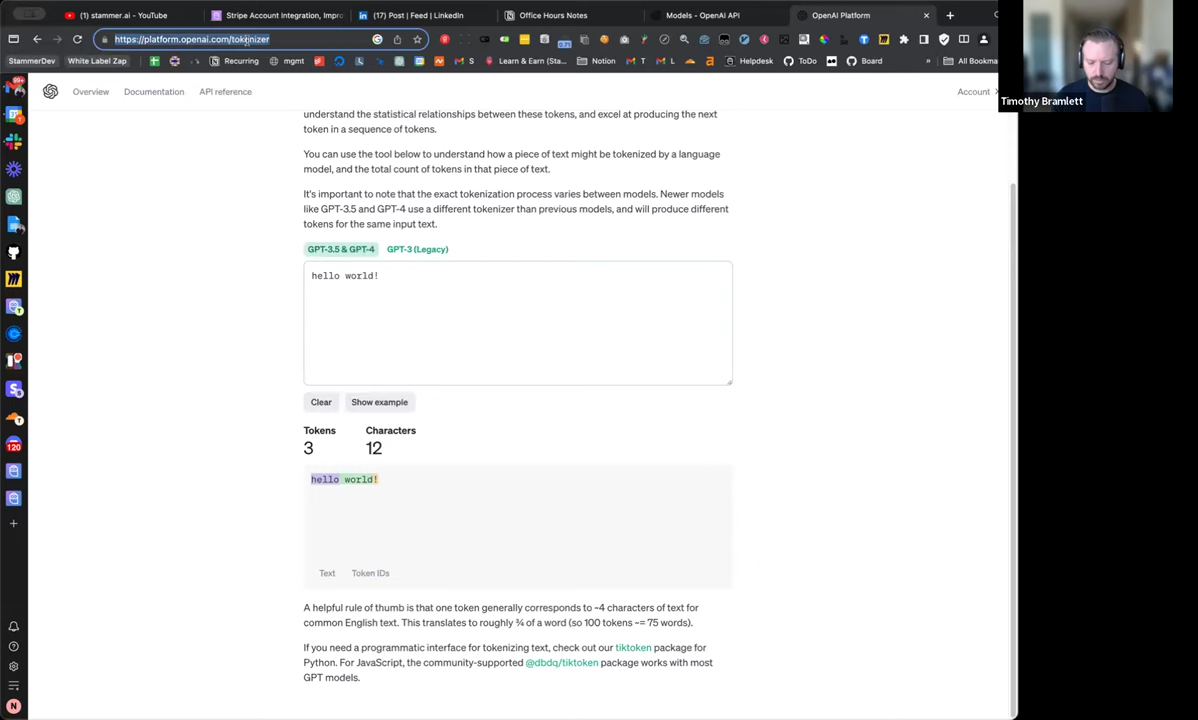 (1) stammer.ai - YouTube
Stripe Account Integration, Impro
(17) Post | Feed | LinkedIn
Office Hours Notes
Models - OpenAI API
OpenAI Platform
https://platform.openai.com/tokenizer
0.71
StammerDev
White Label Zap
Recurring
mgmt
M T
M S
M L
Learn & Earn (Sta...
Notion
Helpdesk
ToDo
Board
All Bookma
Timothy Bramlett
99+
Overview
Documentation
API reference
Account
understand the statistical relationships between these tokens, and excel at producing the next
token in a sequence of tokens.
You can use the tool below to understand how a piece of text might be tokenized by a language
model, and the total count of tokens in that piece of text.
It's important to note that the exact tokenization process varies between models. Newer models
like GPT-3.5 and GPT-4 use a different tokenizer than previous models, and will produce different
tokens for the same input text.
GPT-3.5 & GPT-4
GPT-3 (Legacy)
hello world!
Clear
Show example
Tokens
Characters
3
12
hello world!
Text
Token IDs
120
A helpful rule of thumb is that one token generally corresponds to ~4 characters of text for
common English text. This translates to roughly ¾ of a word (so 100 tokens ~= 75 words).
If you need a programmatic interface for tokenizing text, check out our tiktoken package for
Python. For JavaScript, the community-supported @dbdq/tiktoken package works with most
GPT models.
N